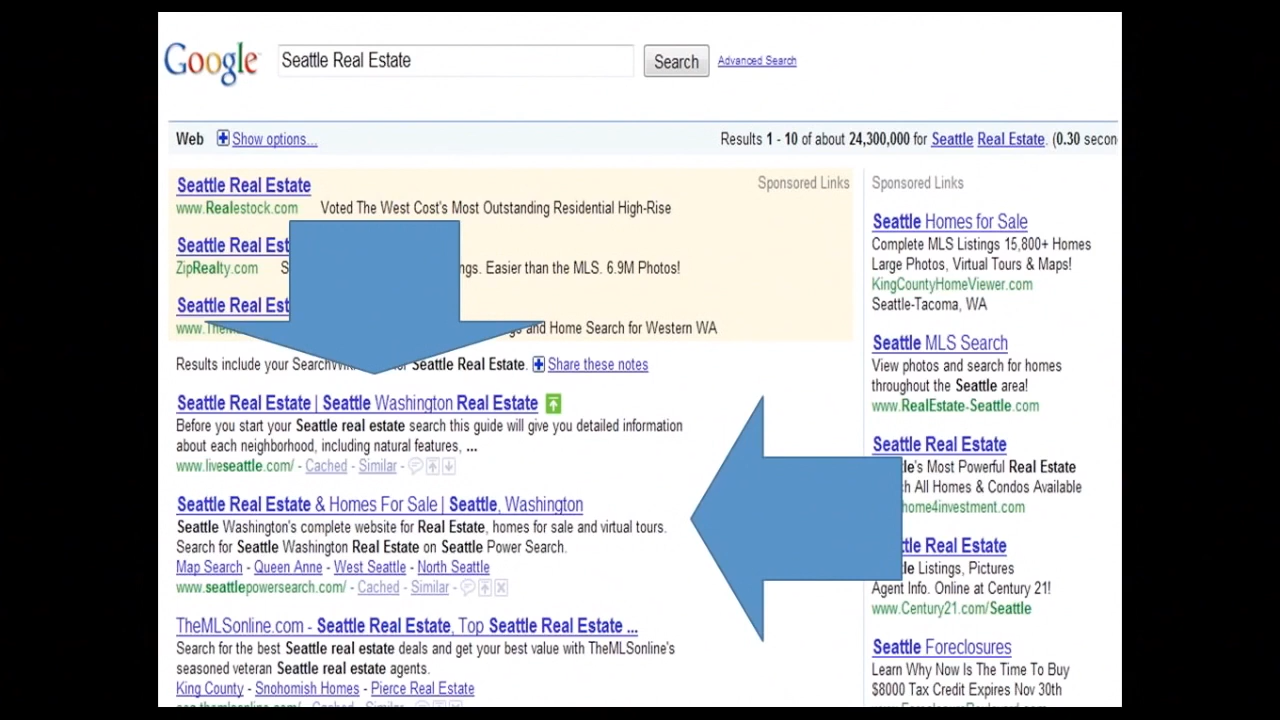 Google
Seattle Real Estate
Search
Advanced Search
Web
Show options...
Results 1 - 10 of about 24,300,000 for Seattle Real Estate. (0.30 secon
Seattle Real Estate
Sponsored Links
www.Realestock.com Voted The West Cost's Most Outstanding Residential High-Rise
Seattle Real Est
ZipRealty.com S ngs. Easier than the MLS. 6.9M Photos!
Seattle Real Est
and Home Search for Western WA
Results include your for Seattle Real Estate. Share these notes
Seattle Real Estate | Seattle Washington Real Estate
Before you start your Seattle real estate search this guide will give you detailed information
about each neighborhood, including natural features, ...
www.liveseattle.com/ - Cached - Similar -
Seattle Real Estate & Homes For Sale | Seattle, Washington
Seattle Washington's complete website for Real Estate, homes for sale and virtual tours.
Search for Seattle Washington Real Estate on Seattle Power Search.
Map Search - Queen Anne - West Seattle - North Seattle
www.seattlepowersearch.com/ - Cached - Similar -
TheMLSonline.com - Seattle Real Estate, Top Seattle Real Estate ...
Search for the best Seattle real estate deals and get your best value with TheMLSonline's
seasoned veteran Seattle real estate agents.
King County - Snohomish Homes - Pierce Real Estate
Sponsored Links
Seattle Homes for Sale
Complete MLS Listings 15,800+ Homes
Large Photos, Virtual Tours & Maps!
KingCountyHomeViewer.com
Seattle-Tacoma, WA
Seattle MLS Search
View photos and search for homes
throughout the Seattle area!
www.RealEstate-Seattle.com
Seattle Real Estate
le's Most Powerful Real Estate
h All Homes & Condos Available
home4investment.com
ttle Real Estate
le Listings, Pictures
Agent Info. Online at Century 21!
www.Century21.com/Seattle
Seattle Foreclosures
Learn Why Now Is The Time To Buy
$8000 Tax Credit Expires Nov 30th